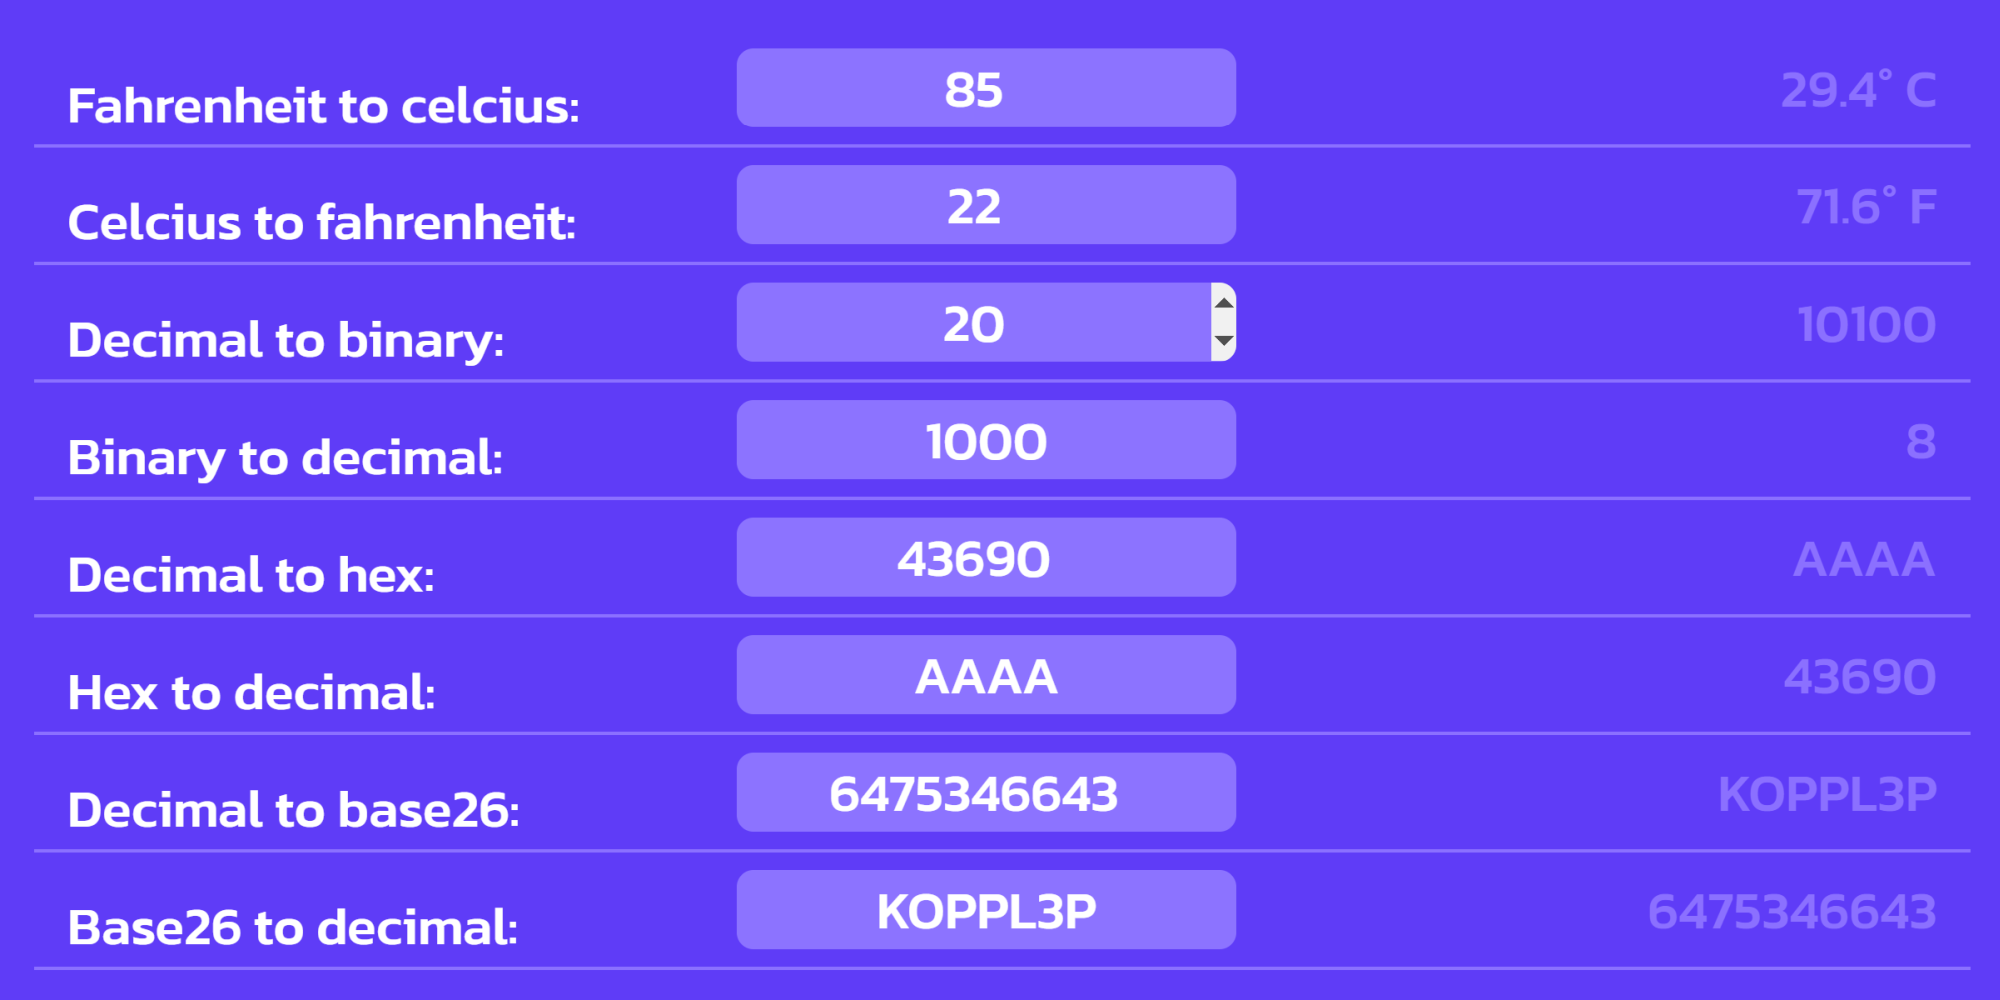 Fahrenheit to celcius: 85 29.4° C
Celcius to fahrenheit: 22 71.6° F
Decimal to binary: 20 10100
Binary to decimal: 1000 8
Decimal to hex: 43690 AAAA
Hex to decimal: AAAA 43690
Decimal to base26: 6475346643 KOPPL3P
Base26 to decimal: KOPPL3P 6475346643